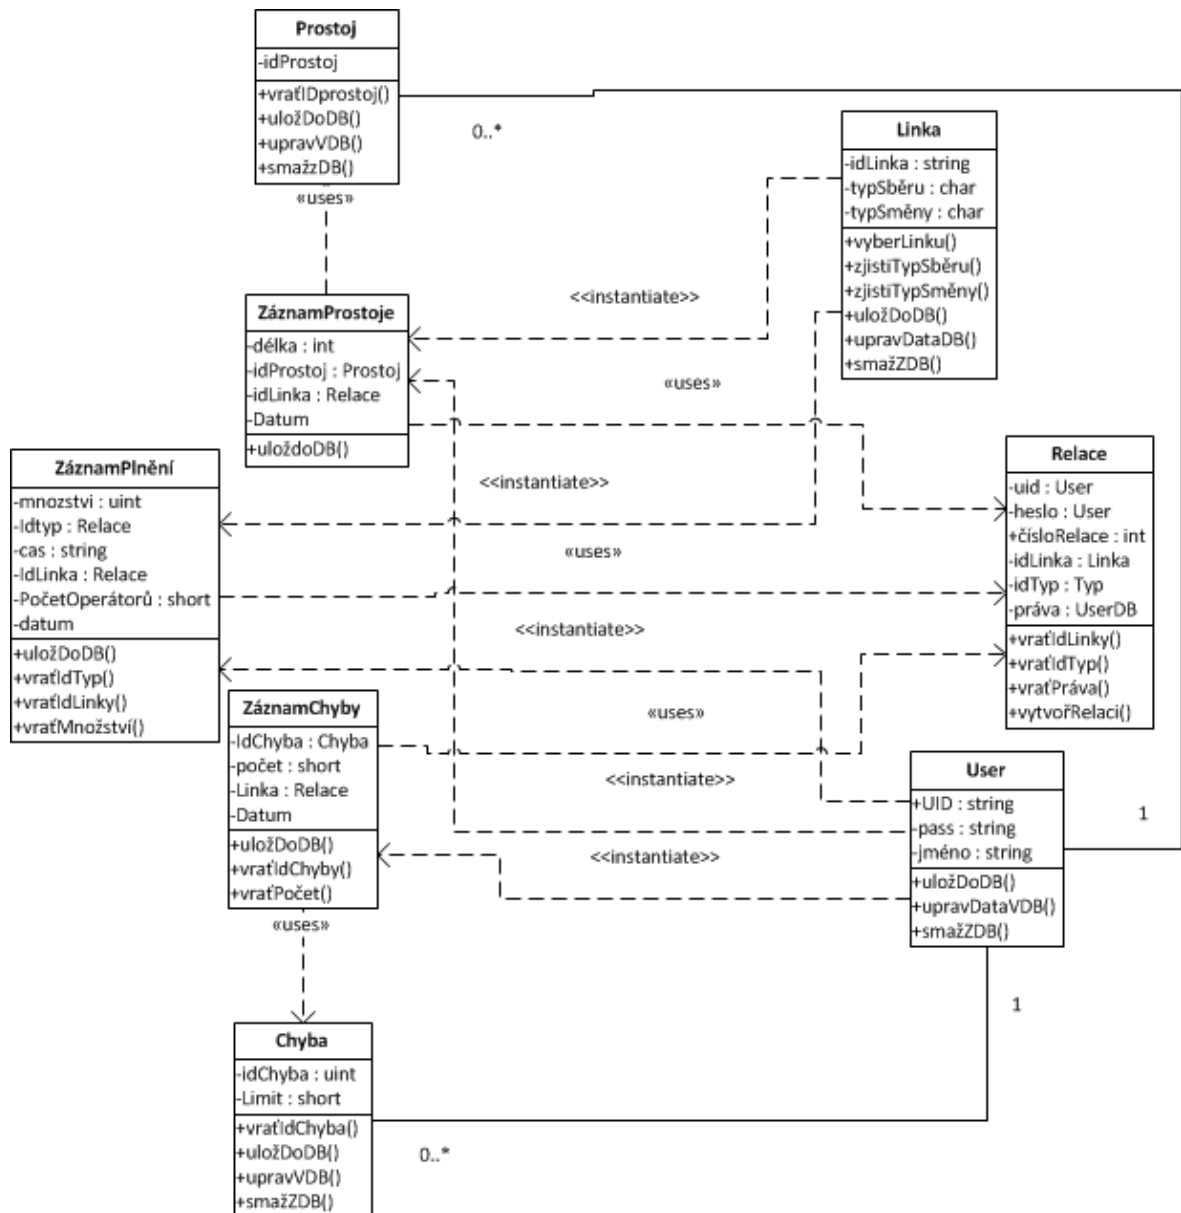 Prostoj
-idProstoj
+vraťIDprostoj()
+uložDoDB()
+upravVDB()
+smažzDB()
0..*
«uses»
Linka
-idLinka : string
-typSběru : char
-typSměny : char
+vyberLinku()
+zjistiTypSběru()
+zjistiTypSměny()
+uložDoDB()
+upravDataDB()
+smažZDB()
<<instantiate>>
ZáznamProstoje
-délka : int
-idProstoj : Prostoj
-idLinka : Relace
-Datum
+uloždoDB()
«uses»
ZáznamPlnění
-mnozstvi : uint
-Idtyp : Relace
-cas : string
-IdLinka : Relace
-PočetOperátorů : short
-datum
+uložDoDB()
+vraťIdTyp()
+vraťIdLinky()
+vraťMnožství()
<<instantiate>>
«uses»
<<instantiate>>
Relace
-uid : User
-heslo : User
+čísloRelace : int
-idLinka : Linka
-idTyp : Typ
-práva : UserDB
+vraťIdLinky()
+vraťIdTyp()
+vraťPráva()
+vytvořRelaci()
ZáznamChyby
-IdChyba : Chyba
-počet : short
-Linka : Relace
-Datum
+uložDoDB()
+vraťIdChyby()
+vraťPočet()
«uses»
<<instantiate>>
<<instantiate>>
User
+UID : string
-pass : string
-jméno : string
+uložDoDB()
+upravDataVDB()
+smažZDB()
1
«uses»
1
Chyba
-idChyba : uint
-Limit : short
+vraťIdChyba()
+uložDoDB()
+upravVDB()
+smažZDB()
0..*